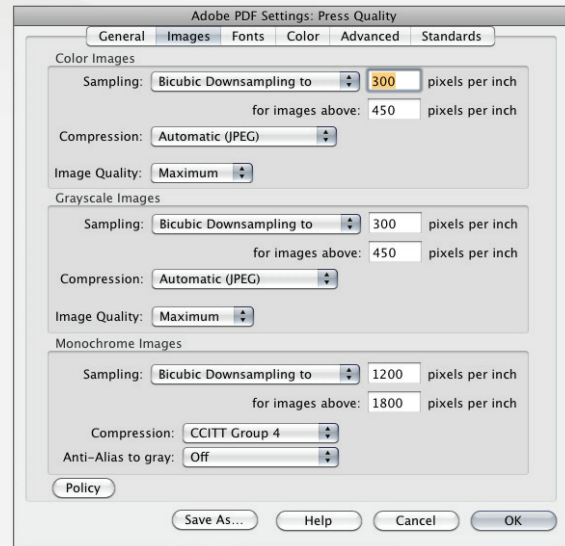 Adobe PDF Settings: Press Quality
General Images Fonts Color Advanced Standards
Color Images
Sampling: Bicubic Downsampling to 300 pixels per inch
for images above: 450 pixels per inch
Compression: Automatic (JPEG)
Image Quality: Maximum
Grayscale Images
Sampling: Bicubic Downsampling to 300 pixels per inch
for images above: 450 pixels per inch
Compression: Automatic (JPEG)
Image Quality: Maximum
Monochrome Images
Sampling: Bicubic Downsampling to 1200 pixels per inch
for images above: 1800 pixels per inch
Compression: CCITT Group 4
Anti-Alias to gray: Off
Policy
Save As... Help Cancel OK